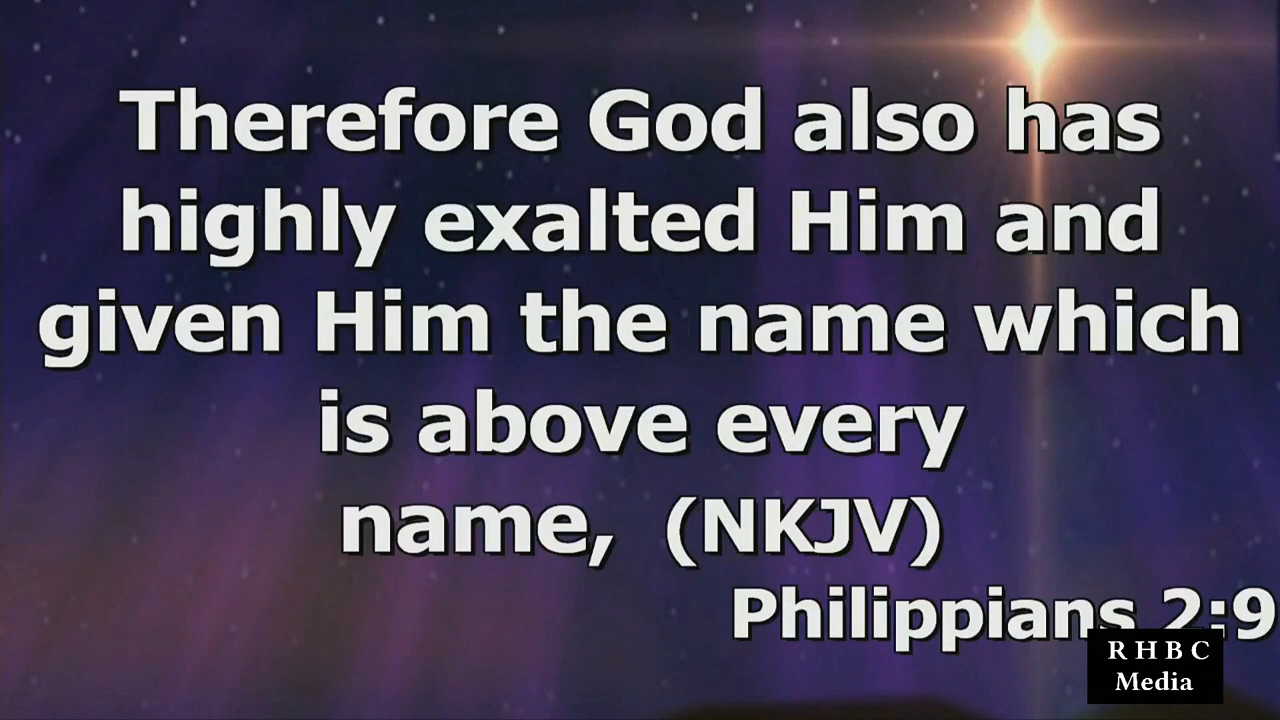 Therefore God also has
highly exalted Him and
given Him the name which
is above every
name, (NKJV)
Philippians 2:9
RHBC
Media